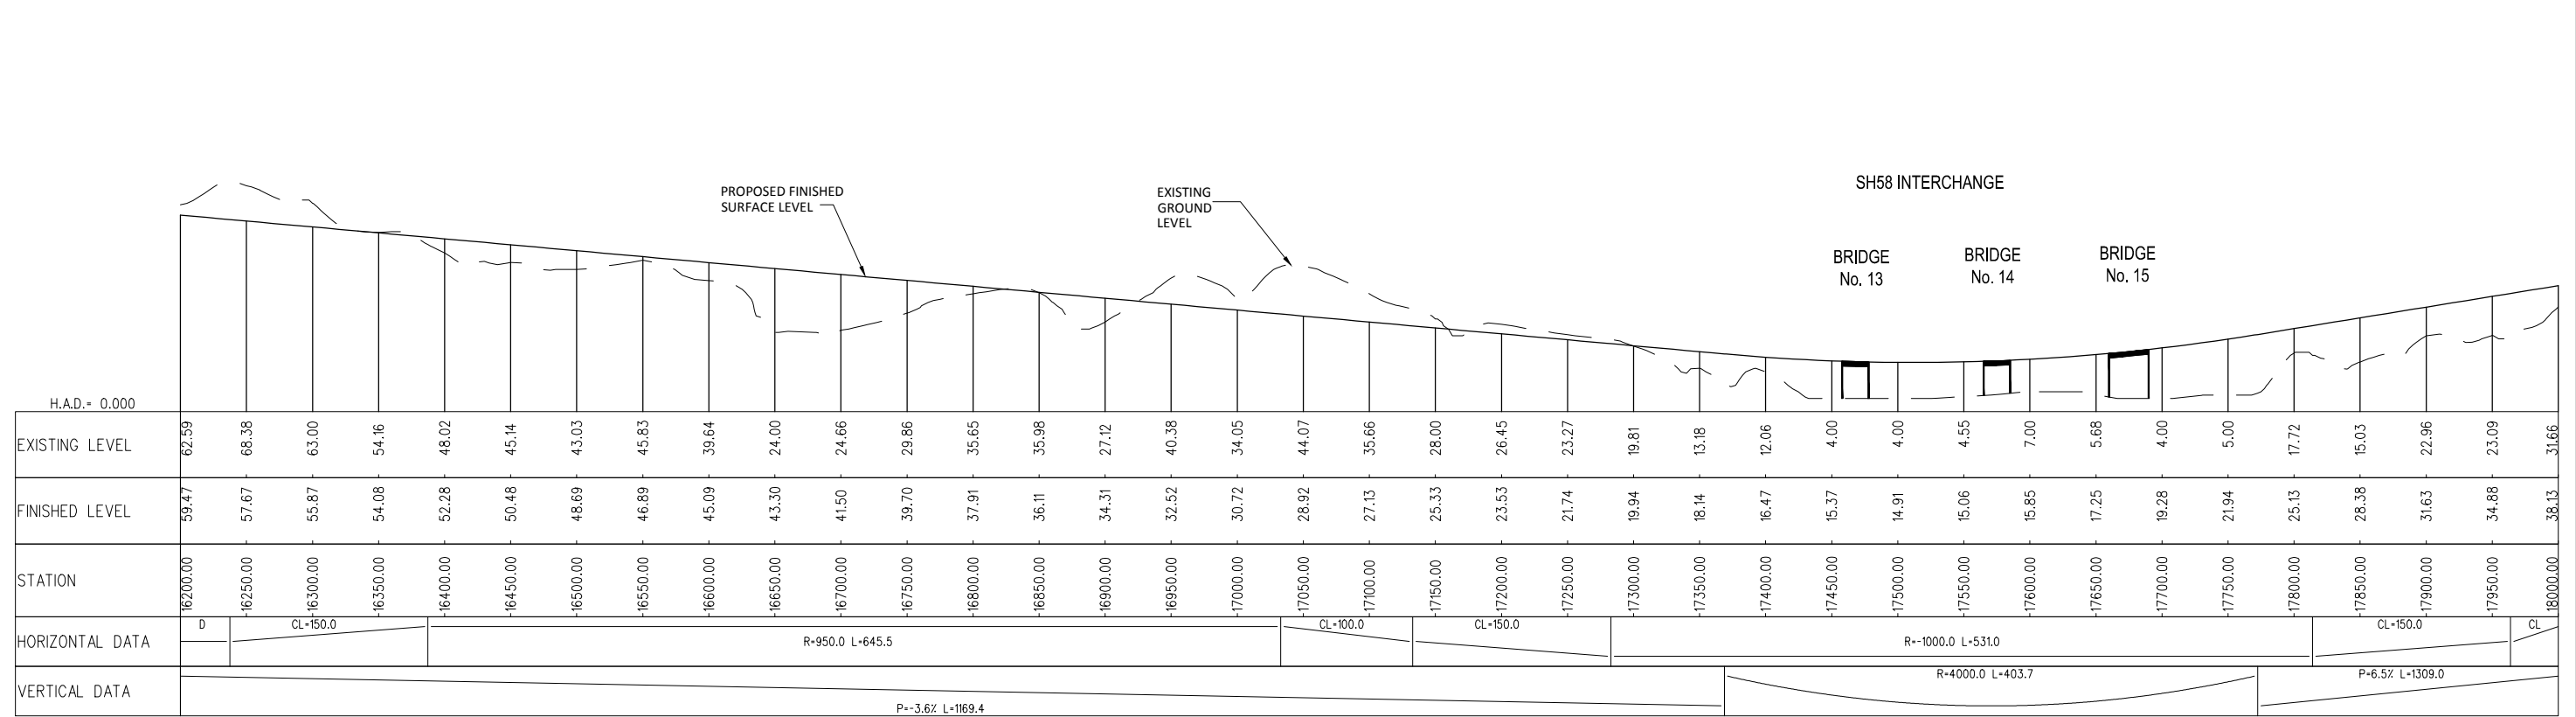 SH58 INTERCHANGE
PROPOSED FINISHED
SURFACE LEVEL
EXISTING
GROUND
LEVEL
BRIDGE
No. 13
BRIDGE
No. 14
BRIDGE
No. 15
H.A.D.= 0.000
EXISTING LEVEL 62.59 68.38 63.00 54.16 48.02 45.14 43.03 45.83 39.64 24.00 24.66 29.86 35.65 35.98 27.12 40.38 34.05 44.07 35.66 28.00 26.45 23.27 19.81 13.18 12.06 4.00 4.00 4.55 7.00 5.68 4.00 5.00 17.72 15.03 22.96 23.09 31.66
FINISHED LEVEL 59.47 57.67 55.87 54.08 52.28 50.48 48.69 46.89 45.09 43.30 41.50 39.70 37.91 36.11 34.31 32.52 30.72 28.92 27.13 25.33 23.53 21.74 19.94 18.14 16.47 15.37 14.91 15.06 15.85 17.25 19.28 21.94 25.13 28.38 31.63 34.88 38.13
STATION 16200.00 16250.00 16300.00 16350.00 16400.00 16450.00 16500.00 16550.00 16600.00 16650.00 16700.00 16750.00 16800.00 16850.00 16900.00 16950.00 17000.00 17050.00 17100.00 17150.00 17200.00 17250.00 17300.00 17350.00 17400.00 17450.00 17500.00 17550.00 17600.00 17650.00 17700.00 17750.00 17800.00 17850.00 17900.00 17950.00 18000.00
HORIZONTAL DATA D CL=150.0 R=950.0 L=645.5 CL=100.0 CL=150.0 R=-1000.0 L=531.0 CL=150.0 CL
VERTICAL DATA P=-3.6% L=1169.4 R=4000.0 L=403.7 P=6.5% L=1309.0